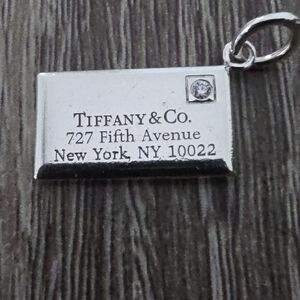 TIFFANY & CO.
727 Fifth Avenue
New York, NY 10022